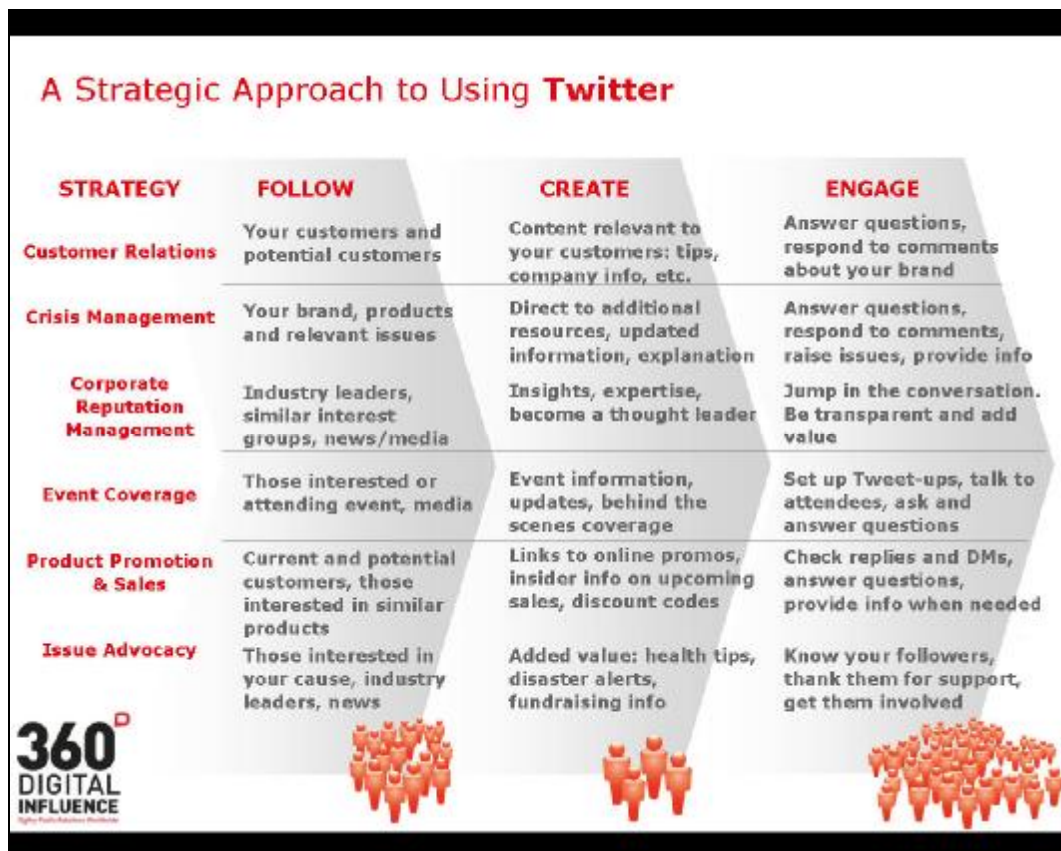 A Strategic Approach to Using Twitter
STRATEGY
FOLLOW
CREATE
ENGAGE
Customer Relations
Your customers and
potential customers
Content relevant to
your customers: tips,
company info, etc.
Answer questions,
respond to comments
about your brand
Crisis Management
Your brand, products
and relevant issues
Direct to additional
resources, updated
information, explanation
Answer questions,
respond to comments,
raise issues, provide info
Corporate
Reputation
Management
Industry leaders,
similar interest
groups, news/media
Insights, expertise,
become a thought leader
Jump in the conversation.
Be transparent and add
value
Event Coverage
Those interested or
attending event, media
Event information,
updates, behind the
scenes coverage
Set up Tweet-ups, talk to
attendees, ask and
answer questions
Product Promotion
& Sales
Current and potential
customers, those
interested in similar
products
Links to online promos,
insider info on upcoming
sales, discount codes
Check replies and DMs,
answer questions,
provide info when needed
Issue Advocacy
Those interested in
your cause, industry
leaders, news
Added value: health tips,
disaster alerts,
fundraising info
Know your followers,
thank them for support,
get them involved
360
DIGITAL
INFLUENCE